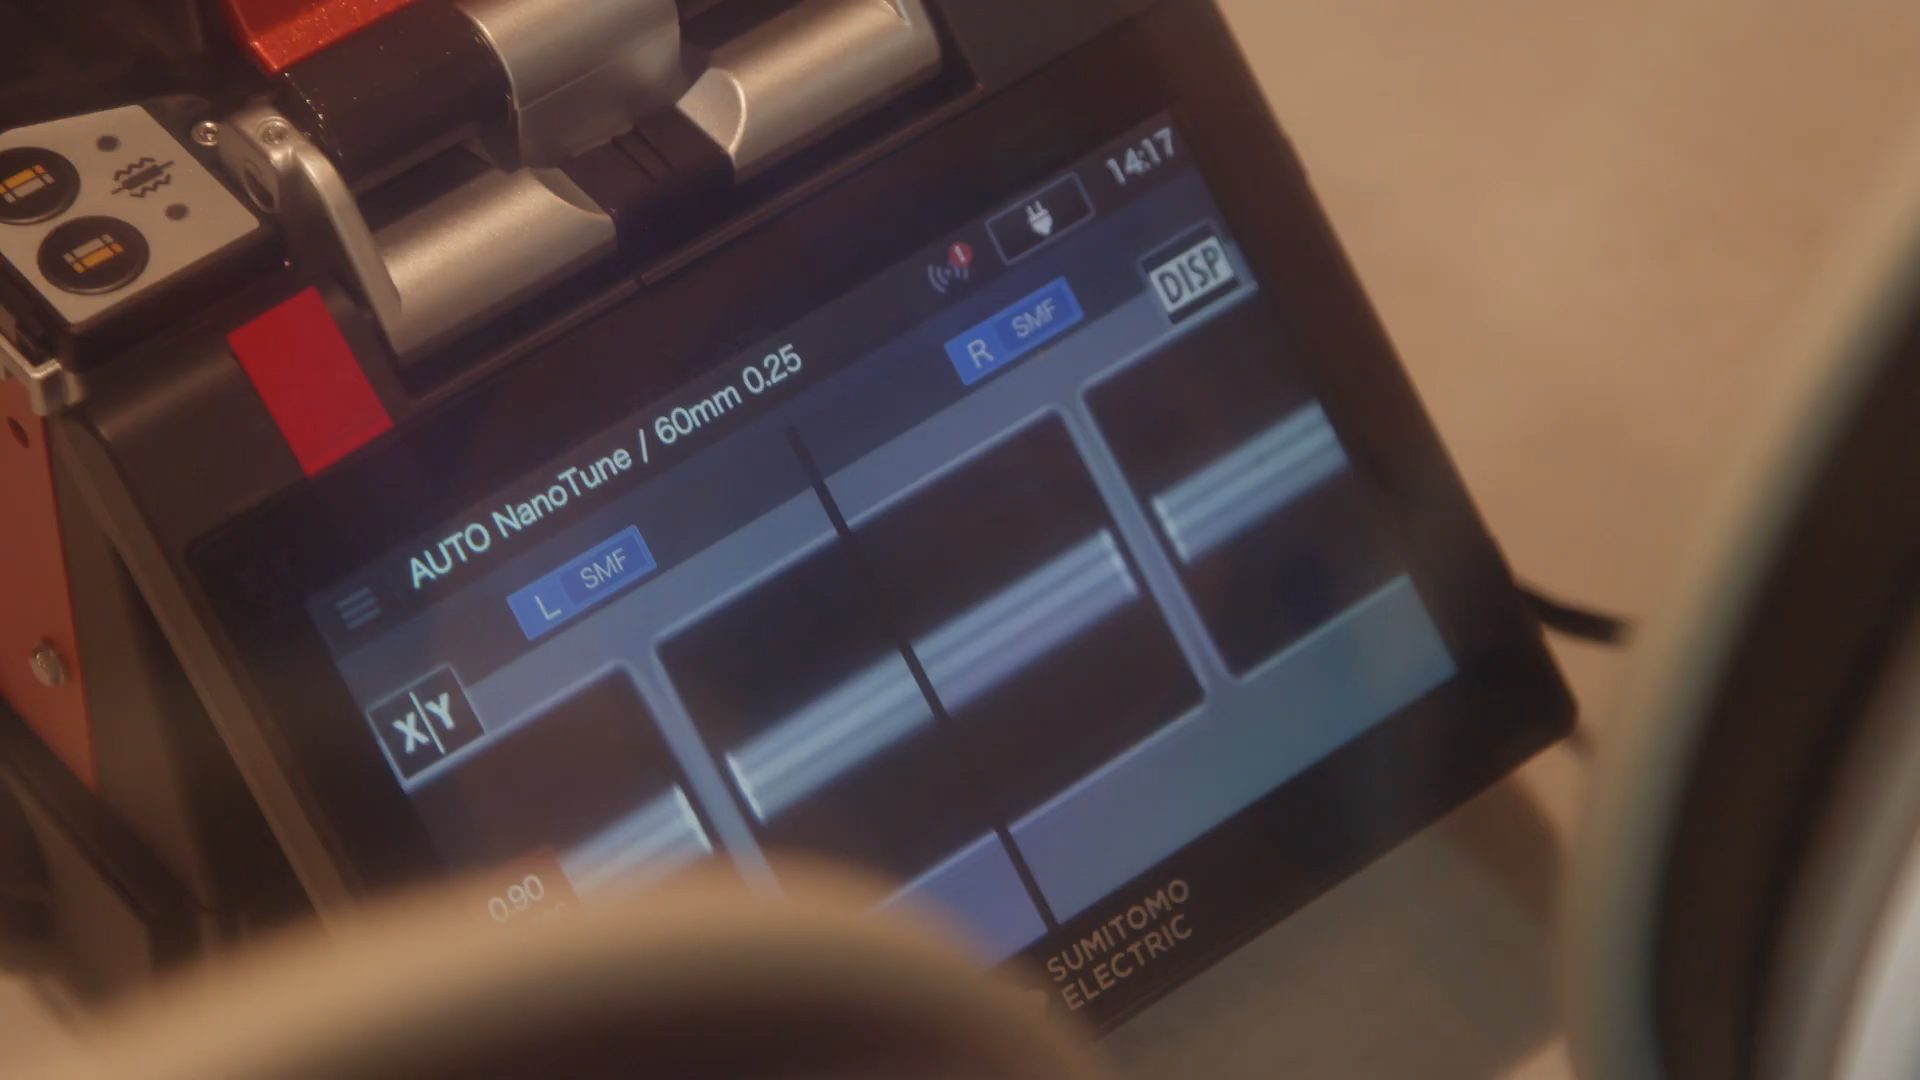 14:17
DISP
R SMF
AUTO NanoTune / 60mm 0.25
L SMF
X|Y
0.90
SUMITOMO
ELECTRIC